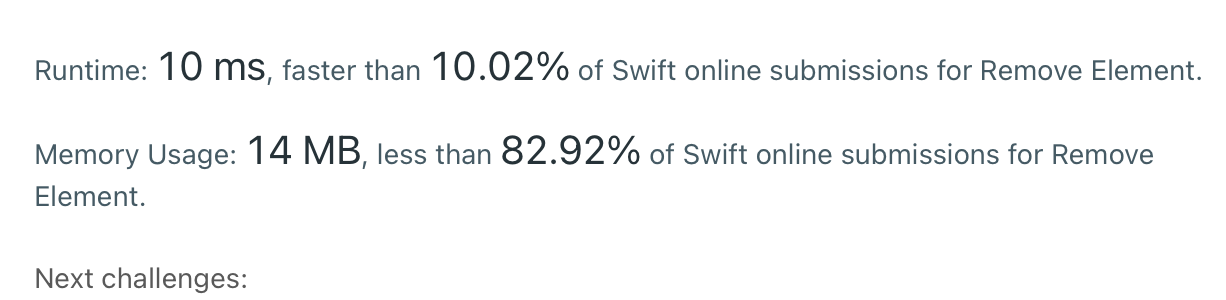 Runtime: 10 ms, faster than 10.02% of Swift online submissions for Remove Element.
Memory Usage: 14 MB, less than 82.92% of Swift online submissions for Remove
Element.
Next challenges: